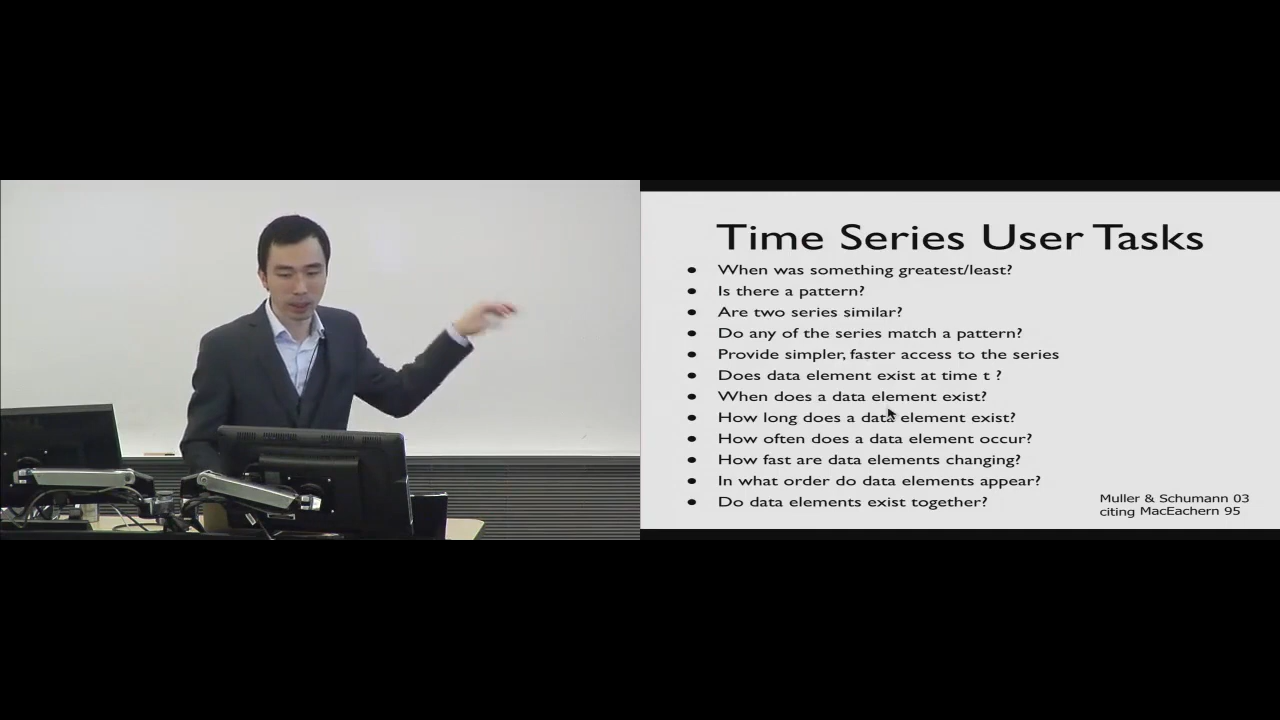 Time Series User Tasks
When was something greatest/least?
Is there a pattern?
Are two series similar?
Do any of the series match a pattern?
Provide simpler, faster access to the series
Does data element exist at time t ?
When does a data element exist?
How long does a data element exist?
How often does a data element occur?
How fast are data elements changing?
In what order do data elements appear?
Do data elements exist together?
Muller & Schumann 03
citing MacEachern 95